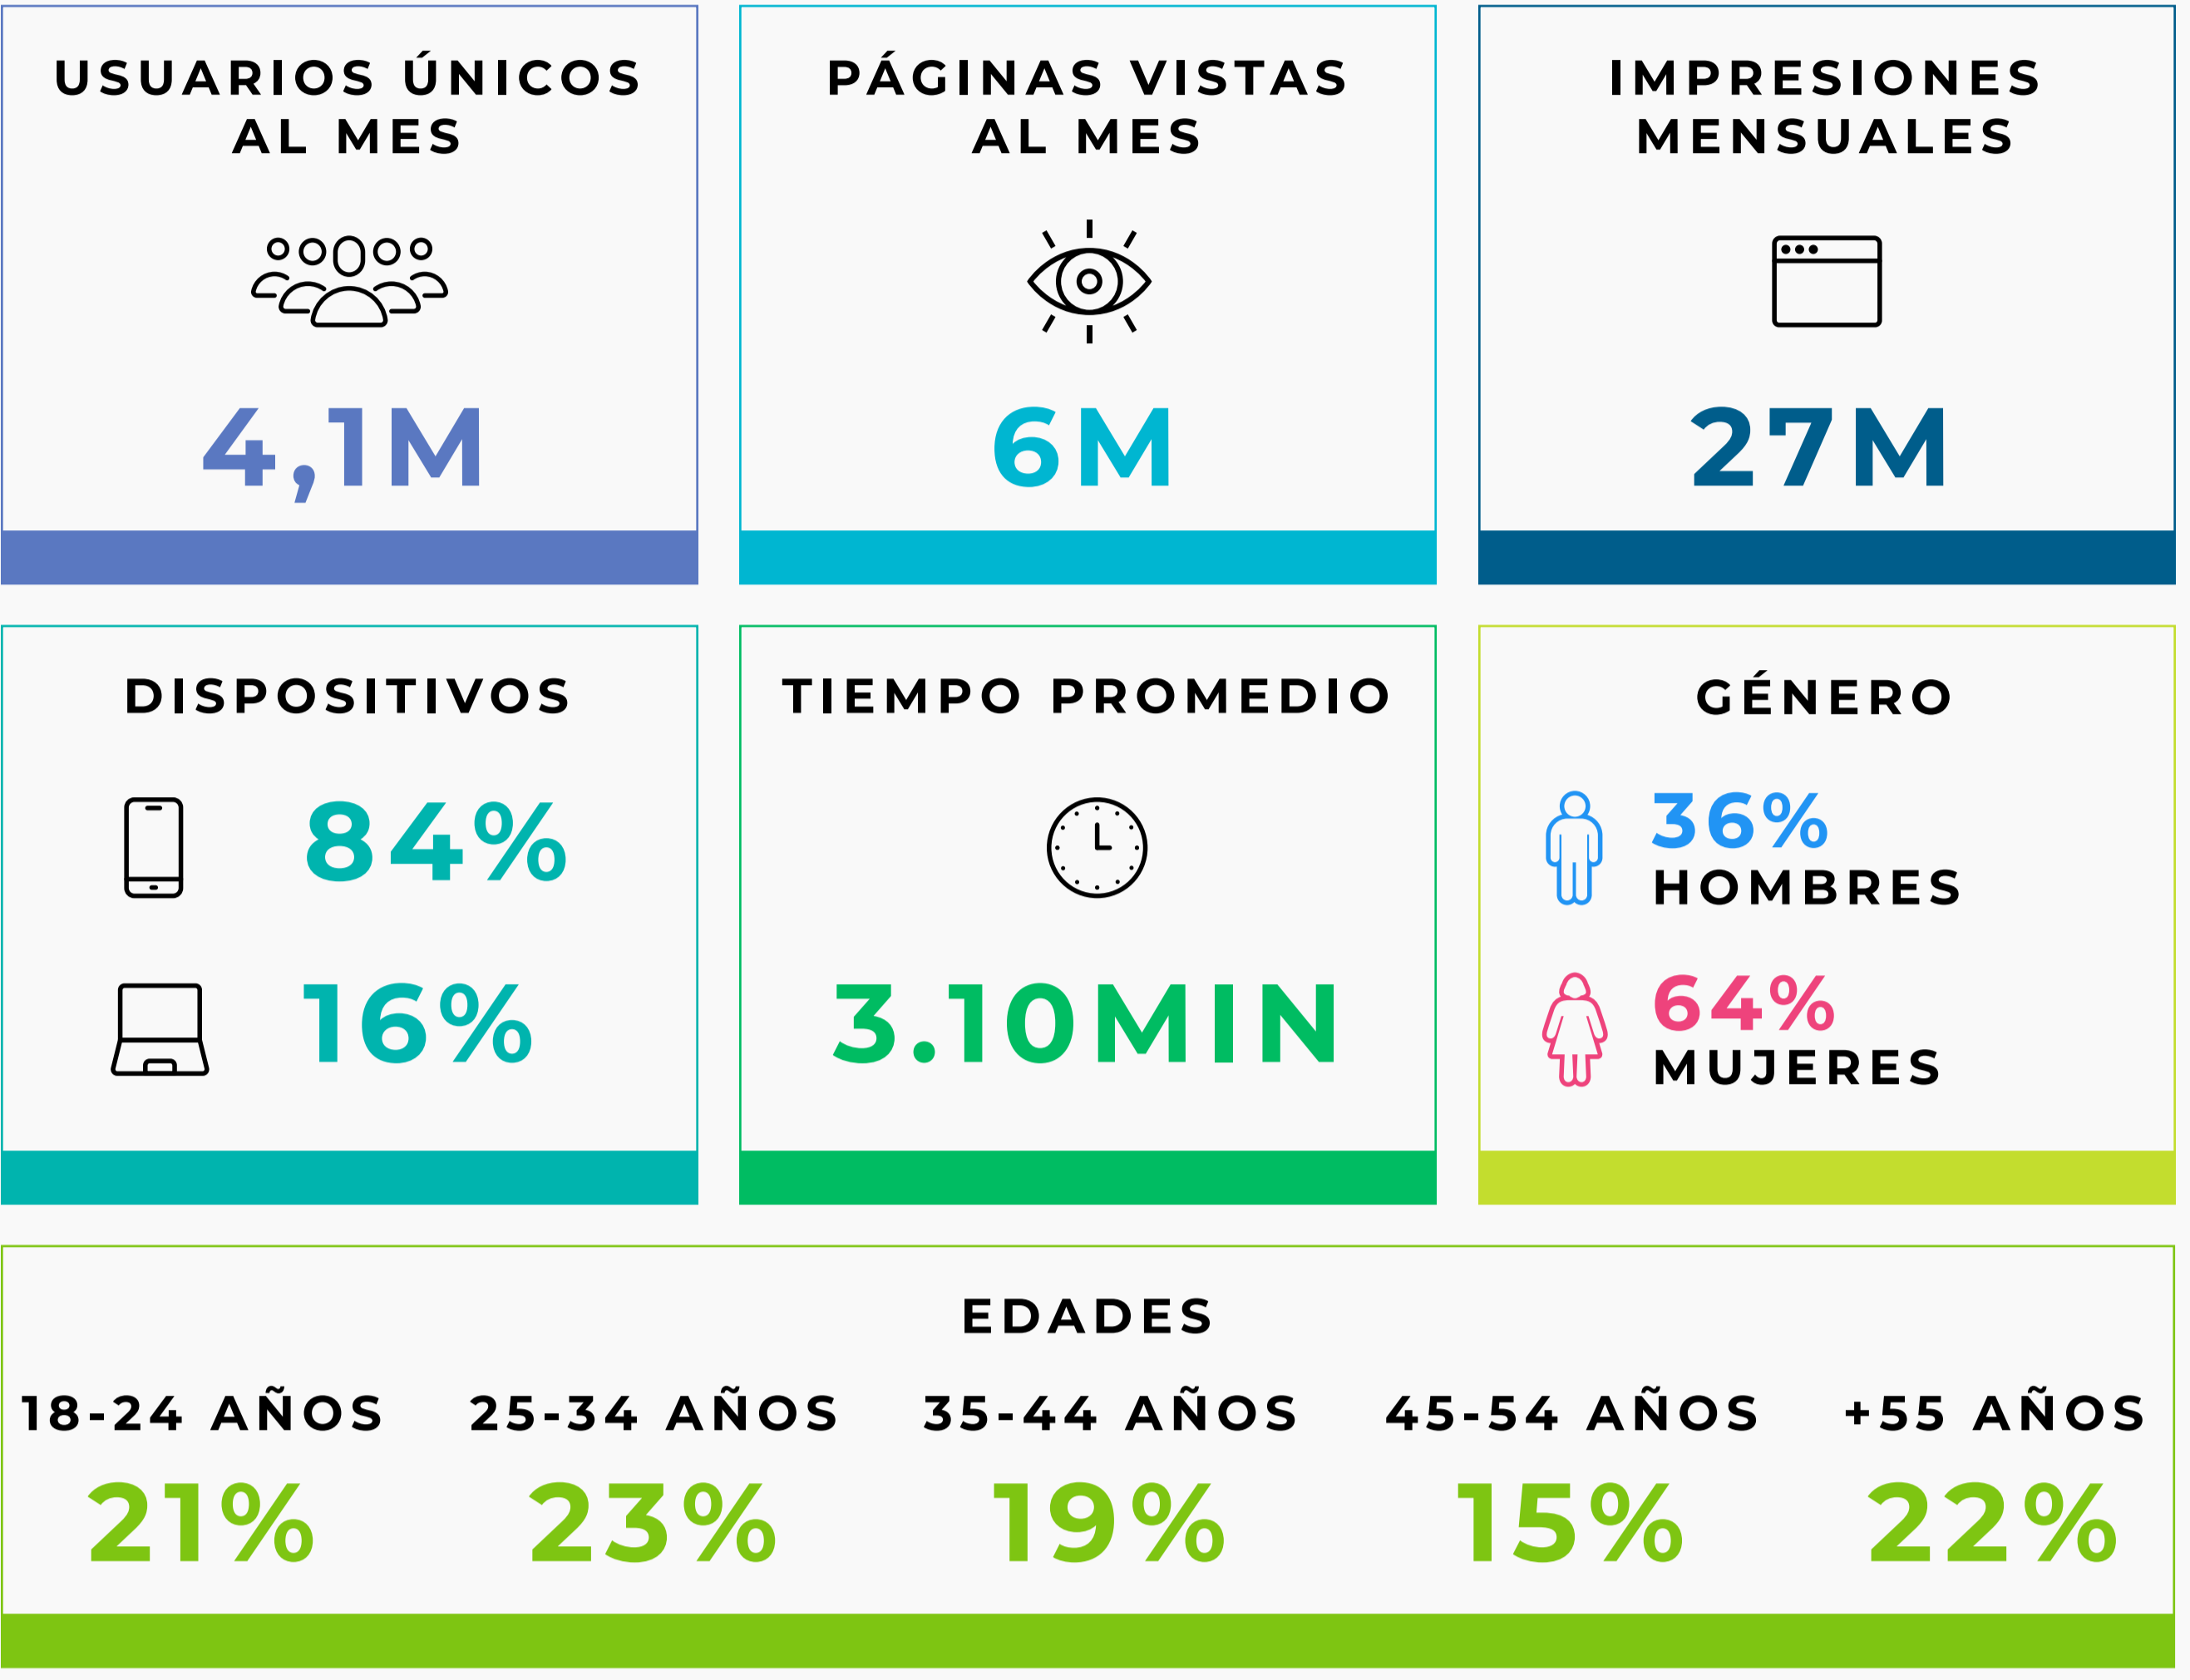 USUARIOS ÚNICOS
AL MES
4,1M
PÁGINAS VISTAS
AL MES
6M
IMPRESIONES
MENSUALES
27M
DISPOSITIVOS
84%
16%
TIEMPO PROMEDIO
3.10MIN
GÉNERO
36%
HOMBRES
64%
MUJERES
EDADES
18-24 AÑOS
21%
25-34 AÑOS
23%
35-44 AÑOS
19%
45-54 AÑOS
15%
+55 AÑOS
22%